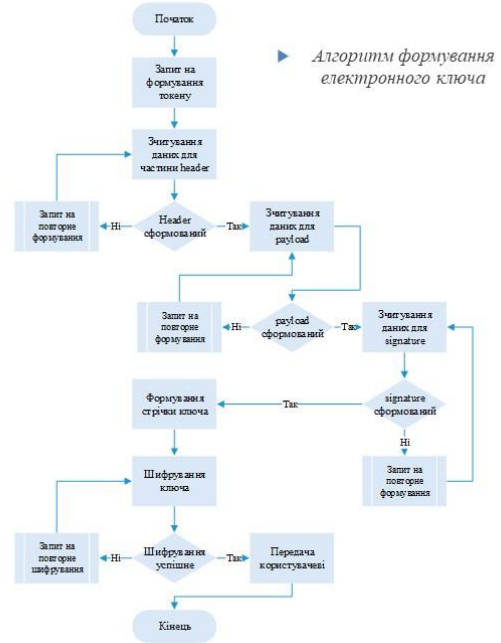 Початок
Алгоритм формування
електронного ключа
Запит на
формування
токену
Зчитування
даних для
частини header
Запит на
повторне
формування
Ні
Header
сформований
Так
Зчитування
даних для
payload
Запит на
повторне
формування
Ні
payload
сформований
Так
Зчитування
даних для
signature
Формування
стрічки ключа
Так
signature
сформований
Ні
Запит на
повторне
формування
Шифрування
ключа
Запит на
повторне
шифрування
Ні
Шифрування
успішне
Так
Передача
користувачеві
Кінець